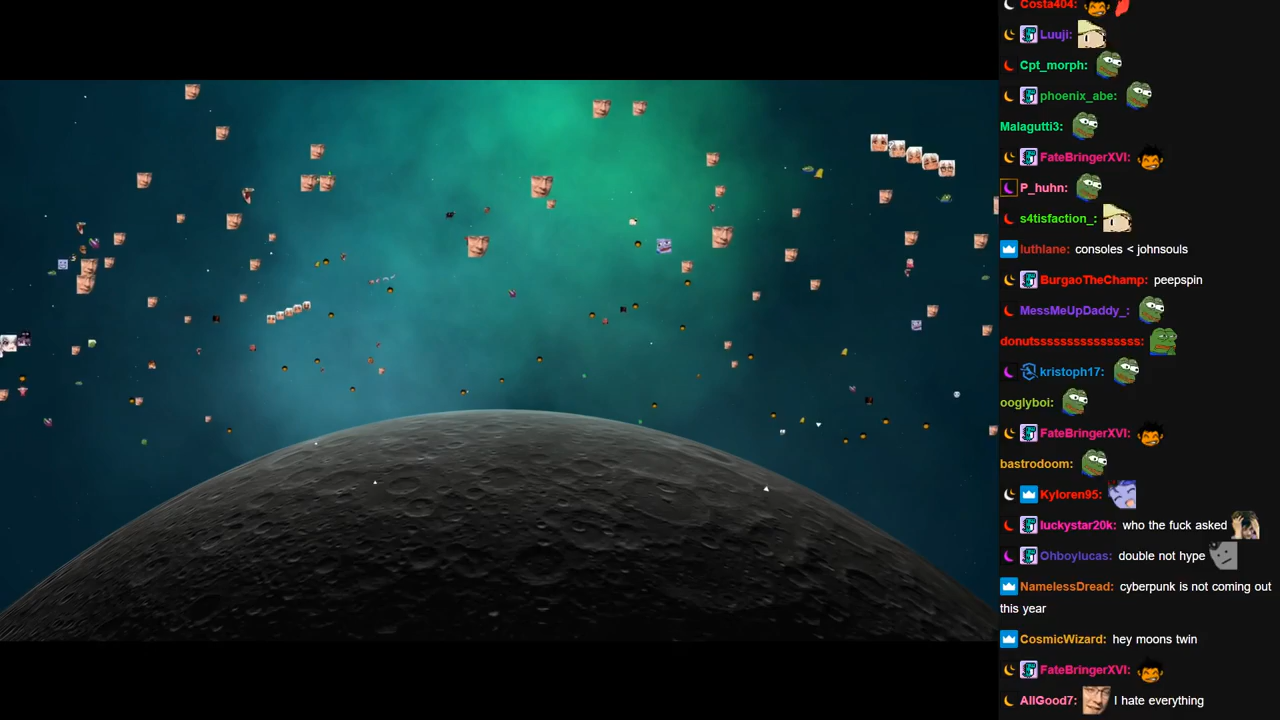 Costa404:
Luuji:
Cpt_morph:
phoenix_abe:
Malagutti3:
FateBringerXVI:
P_huhn:
s4tisfaction_:
luthlane: consoles < johnsouls
BurgaoTheChamp: peepspin
MessMeUpDaddy_:
donutssssssssssssssss:
kristoph17:
ooglyboi:
FateBringerXVI:
bastrodoom:
Kyloren95:
luckystar20k: who the fuck asked
Ohboylucas: double not hype
NamelessDread: cyberpunk is not coming out
this year
CosmicWizard: hey moons twin
FateBringerXVI:
AllGood7: I hate everything